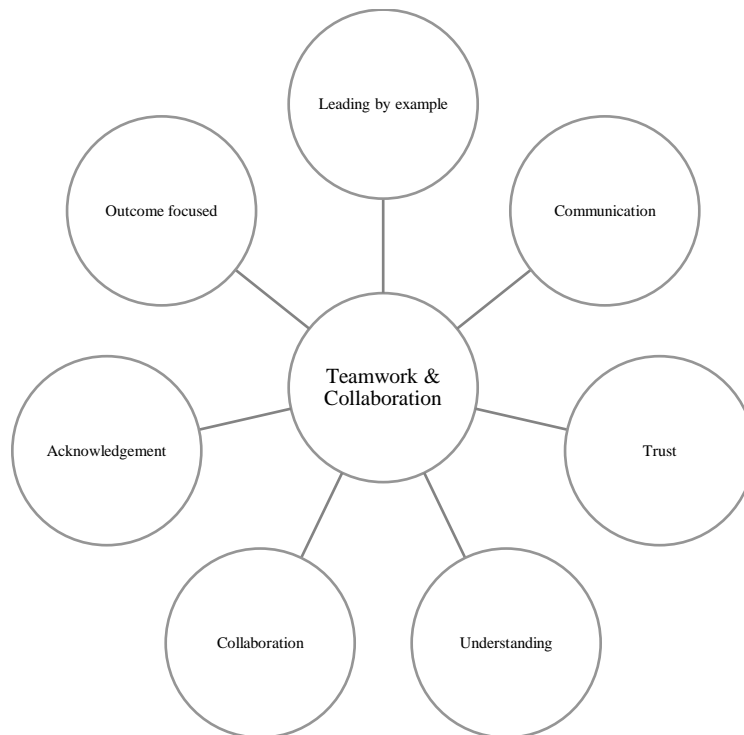 Leading by example
Outcome focused
Communication
Teamwork &
Collaboration
Acknowledgement
Trust
Collaboration
Understanding